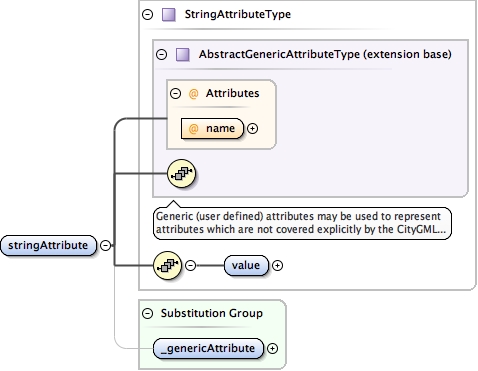 StringAttributeType
AbstractGenericAttributeType (extension base)
@ Attributes
@ name
Generic (user defined) attributes may be used to represent
attributes which are not covered explicitly by the CityGML...
stringAttribute
value
Substitution Group
_genericAttribute